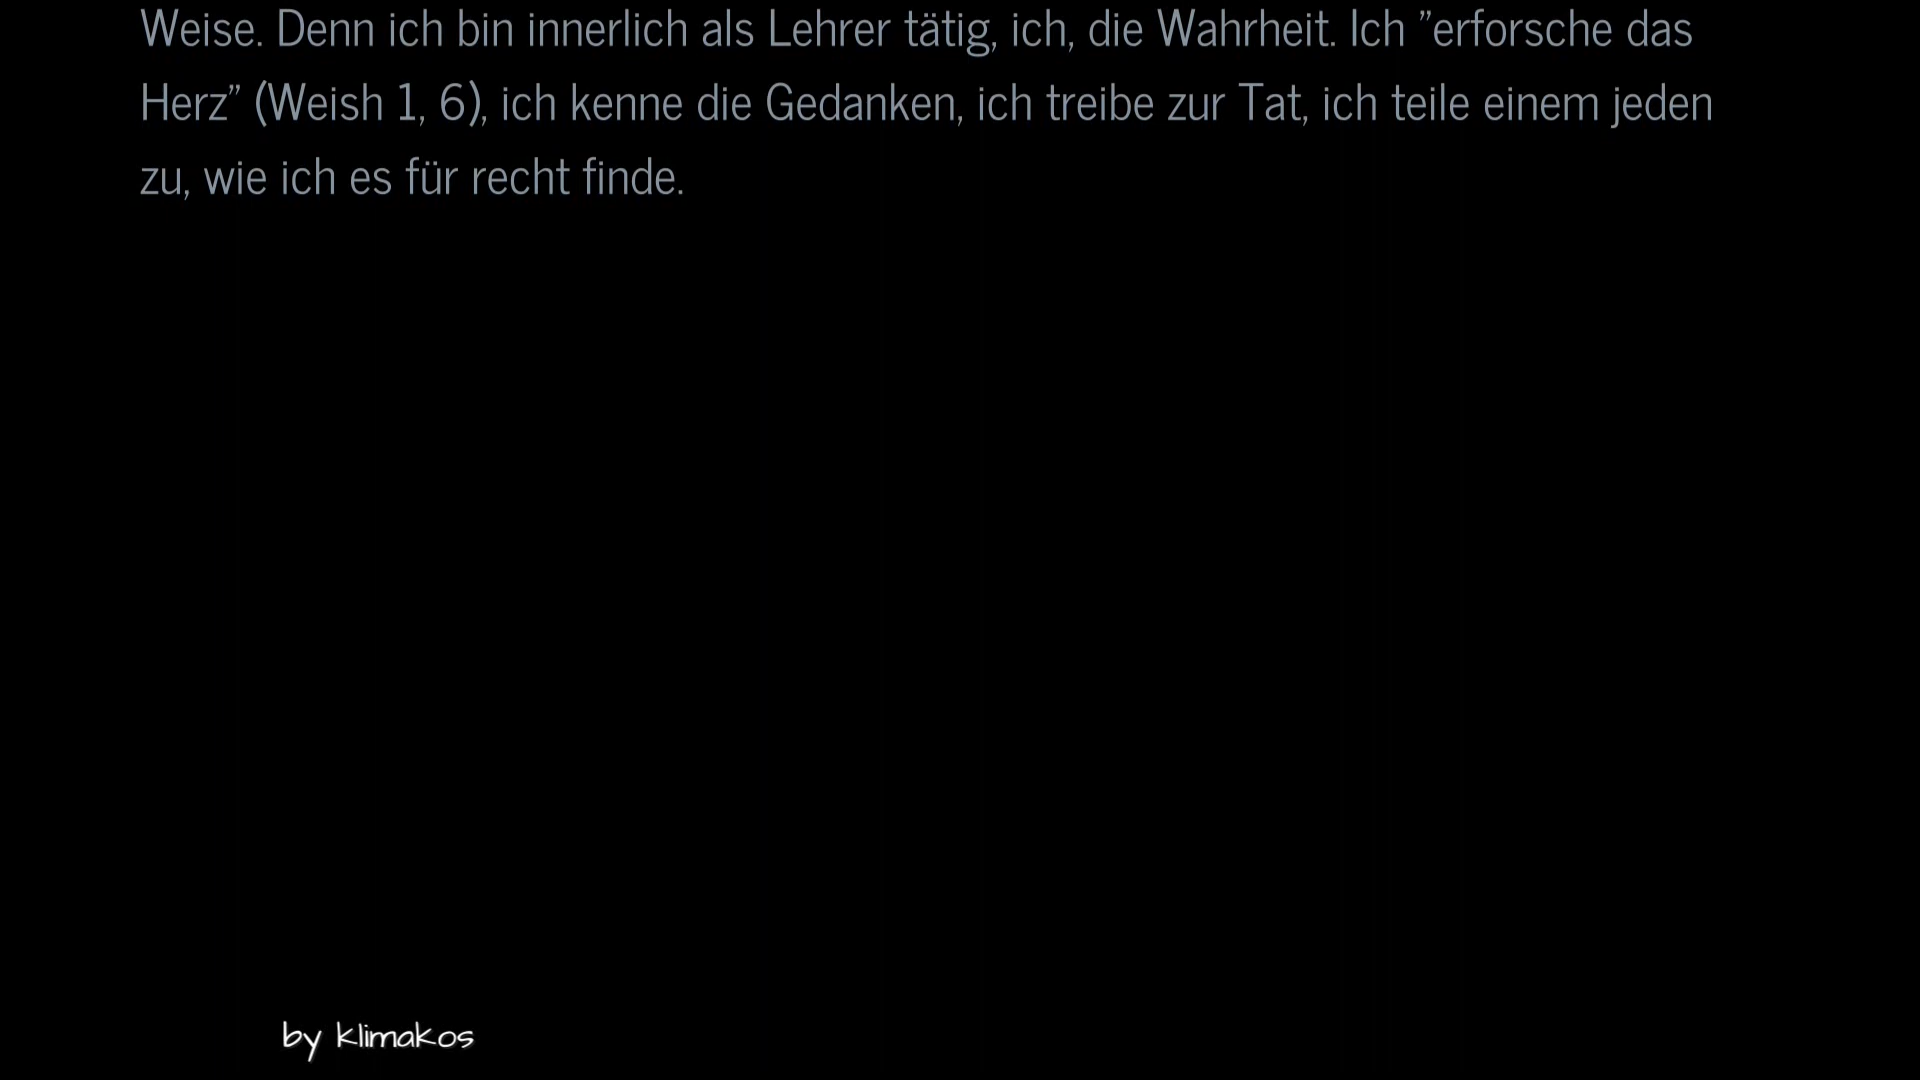 Weise. Denn ich bin innerlich als Lehrer tätig, ich, die Wahrheit. Ich ”erforsche das
Herz” (Weish 1, 6), ich kenne die Gedanken, ich treibe zur Tat, ich teile einem jeden
zu, wie ich es für recht finde.
by klimakos